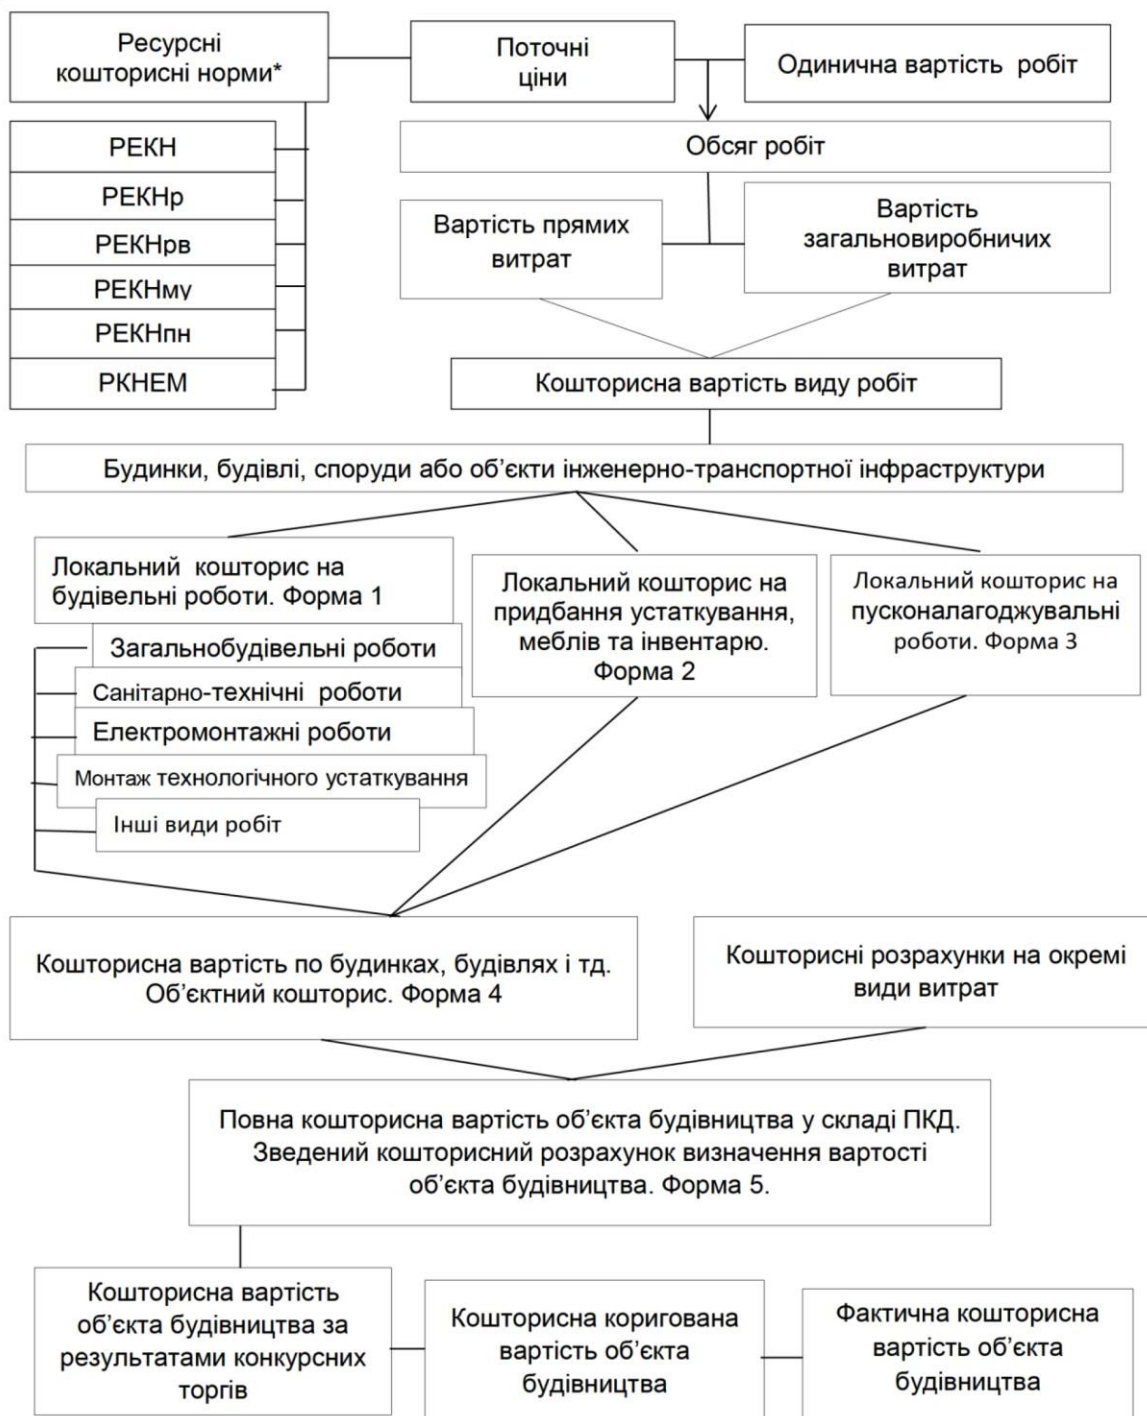 Ресурсні
кошторисні норми*
Поточні
ціни
Одинична вартість робіт
РЕКН
РЕКНр
РЕКНрв
РЕКНму
РЕКНпн
РКНЕМ
Обсяг робіт
Вартість прямих
витрат
Вартість
загальновиробничих
витрат
Кошторисна вартість виду робіт
Будинки, будівлі, споруди або об’єкти інженерно-транспортної інфраструктури
Локальний кошторис на
будівельні роботи. Форма 1
Загальнобудівельні роботи
Санітарно-технічні роботи
Електромонтажні роботи
Монтаж технологічного устаткування
Інші види робіт
Локальний кошторис на
придбання устаткування,
меблів та інвентарю.
Форма 2
Локальний кошторис на
пусконалагоджувальні
роботи. Форма 3
Кошторисна вартість по будинках, будівлях і тд.
Об’єктний кошторис. Форма 4
Кошторисні розрахунки на окремі
види витрат
Повна кошторисна вартість об’єкта будівництва у складі ПКД.
Зведений кошторисний розрахунок визначення вартості
об’єкта будівництва. Форма 5.
Кошторисна вартість
об’єкта будівництва за
результатами конкурсних
торгів
Кошторисна коригована
вартість об’єкта
будівництва
Фактична кошторисна
вартість об’єкта
будівництва